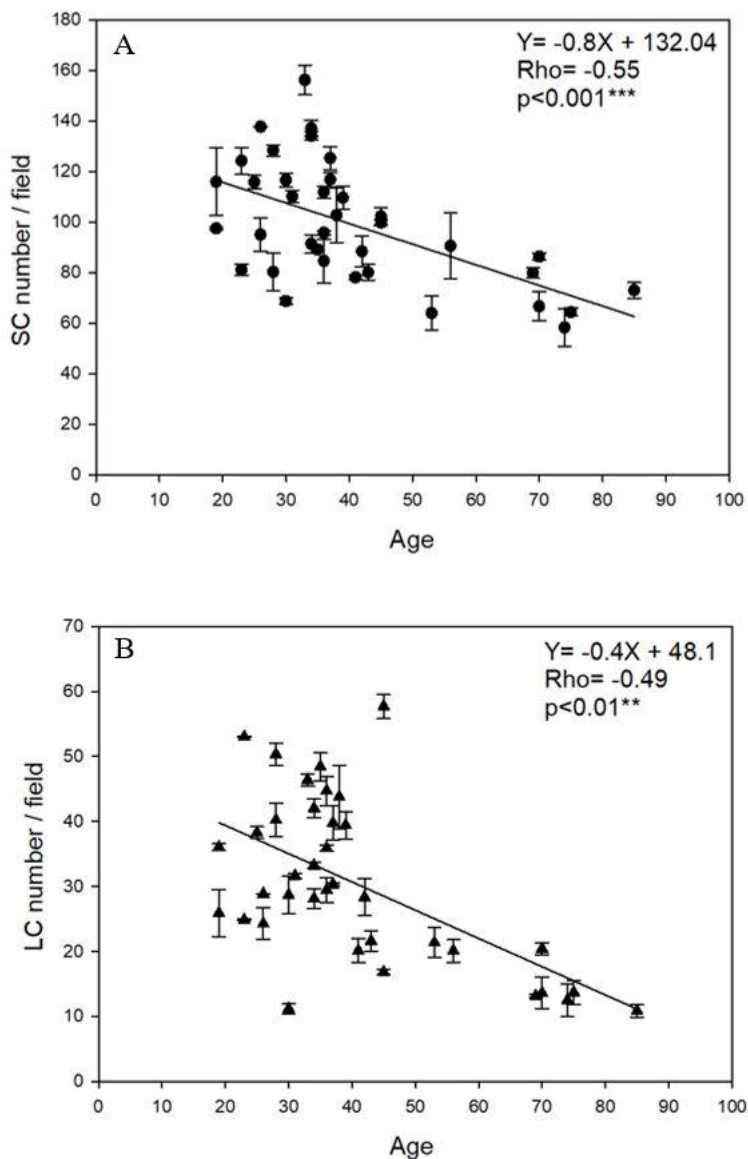 A
Y= -0.8X + 132.04
Rho= -0.55
p<0.001***
180
160
140
120
100
80
60
40
20
0
SC number / field
0 10 20 30 40 50 60 70 80 90 100
Age
B
Y= -0.4X + 48.1
Rho= -0.49
p<0.01**
70
60
50
40
30
20
10
0
LC number / field
0 10 20 30 40 50 60 70 80 90 100
Age